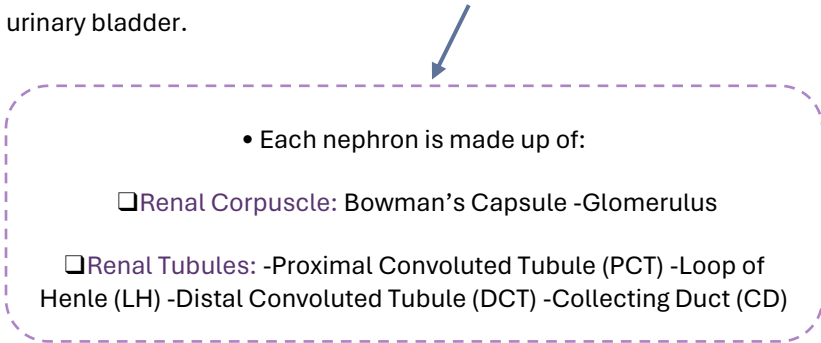 urinary bladder.
• Each nephron is made up of:
❑Renal Corpuscle: Bowman’s Capsule -Glomerulus
❑Renal Tubules: -Proximal Convoluted Tubule (PCT) -Loop of
Henle (LH) -Distal Convoluted Tubule (DCT) -Collecting Duct (CD)